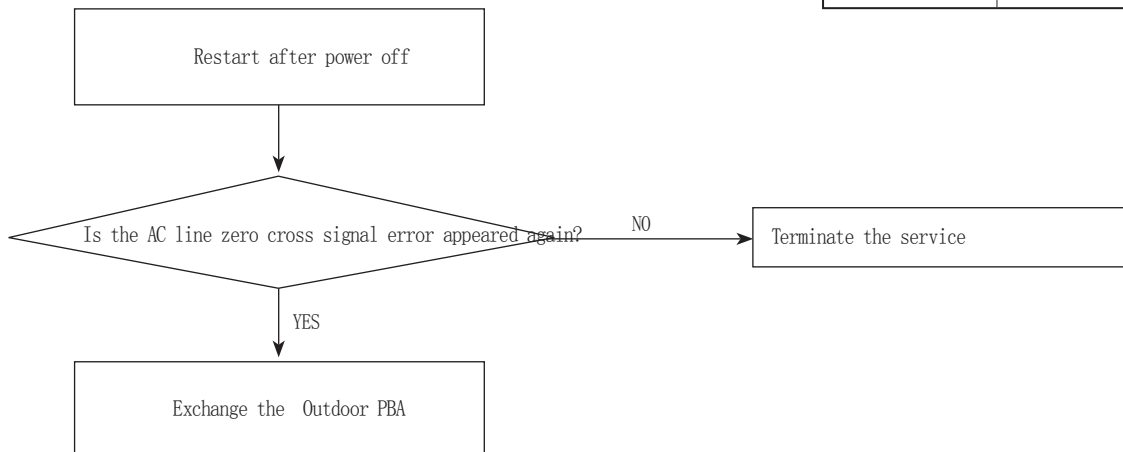 Restart after power off
Is the AC line zero cross signal error appeared again?
NO
Terminate the service
YES
Exchange the Outdoor PBA